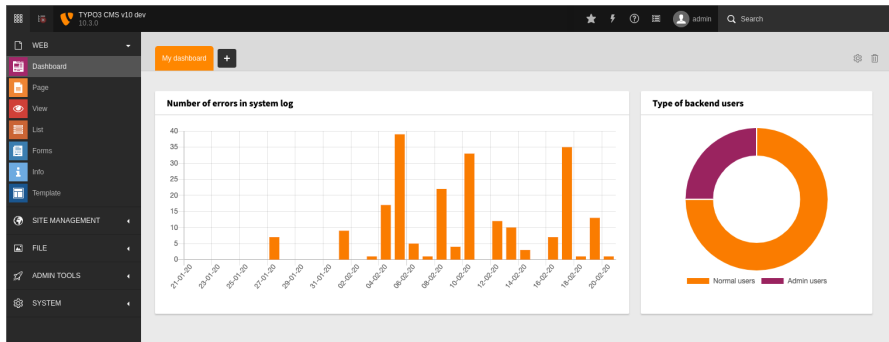 TYPO3 CMS v10 dev
10.3.0
admin
Search
WEB
Dashboard
Page
View
List
Forms
Info
Template
SITE MANAGEMENT
FILE
ADMIN TOOLS
SYSTEM
My dashboard
+
Number of errors in system log
40
35
30
25
20
15
10
5
0
21-01-20
23-01-20
25-01-20
27-01-20
29-01-20
31-01-20
02-02-20
04-02-20
06-02-20
08-02-20
10-02-20
12-02-20
14-02-20
16-02-20
18-02-20
20-02-20
Type of backend users
Normal users
Admin users